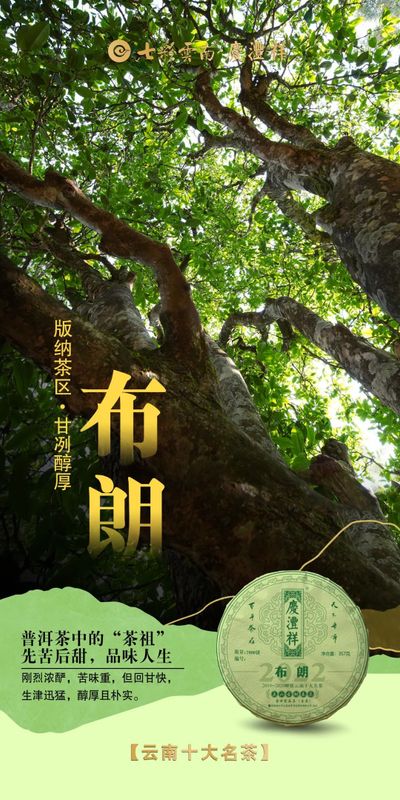 七彩雲南 慶灃祥
版纳茶区·甘冽醇厚
布朗
普洱茶中的“茶祖”
先苦后甜，品味人生
刚烈浓酽，苦味重，但回甘快，
生津迅猛，醇厚且朴实。
慶灃祥
布朗
【云南十大名茶】